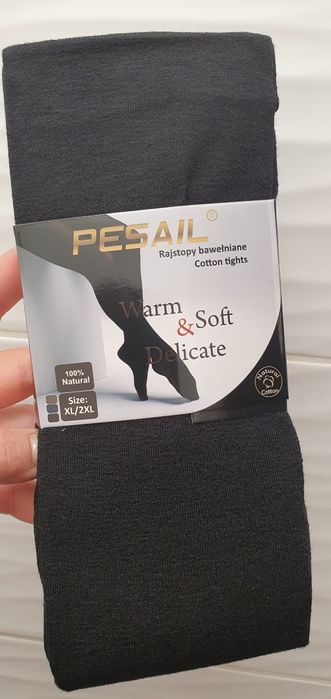 PESAIL®
Rajstopy bawełniane
Cotton tights
Warm
& Soft
Delicate
100%
Natural
Size:
XL/2XL
Natural
Cotton